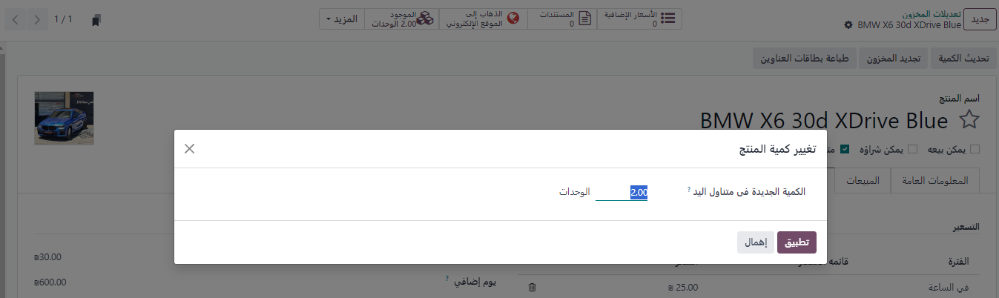 جديد
تعديلات المخزون
BMW X6 30d XDrive Blue
الأسعار الإضافية
0
المستندات
0
الذهاب إلى
الموقع الإلكتروني
الموجود
2.00 الوحدات
المزيد
1 / 1
تحديث الكمية
تجديد المخزون
طباعة بطاقات العناوين
اسم المنتج
BMW X6 30d XDrive Blue
يمكن بيعه
يمكن شراؤه
المعلومات العامة
المبيعات
تغيير كمية المنتج
الكمية الجديدة في متناول اليد ?
2.00 الوحدات
تطبيق
إهمال
التسعير
الفترة
₪30.00
يوم إضافي ?
₪600.00
في الساعة
25.00 ₪